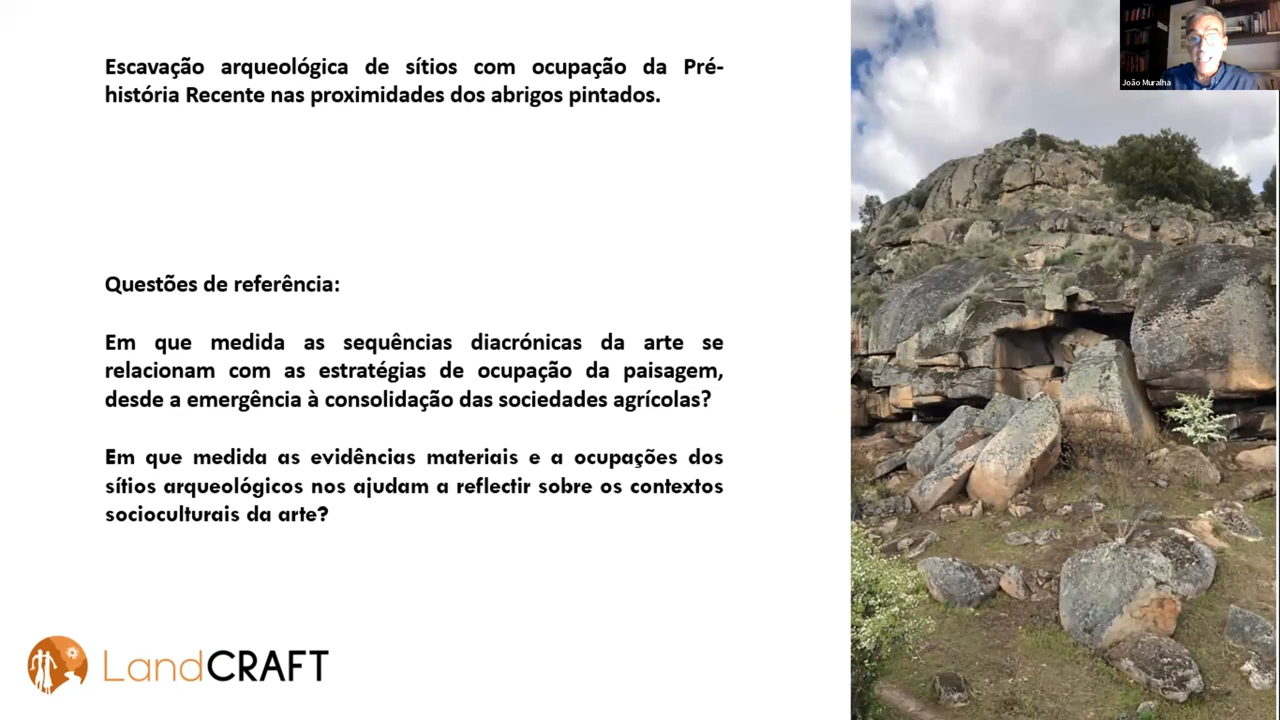 Escavação arqueológica de sítios com ocupação da Pré-
história Recente nas proximidades dos abrigos pintados.
João Muralha
Questões de referência:
Em que medida as sequências diacrónicas da arte se
relacionam com as estratégias de ocupação da paisagem,
desde a emergência à consolidação das sociedades agrícolas?
Em que medida as evidências materiais e a ocupações dos
sítios arqueológicos nos ajudam a reflectir sobre os contextos
socioculturais da arte?
LandCRAFT